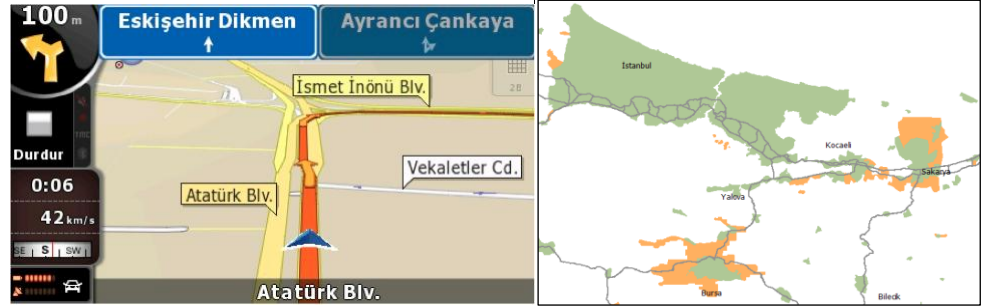 100 m
Eskişehir Dikmen
Ayrancı Çankaya
2B
İsmet İnönü Blv.
Vekaletler Cd.
Atatürk Blv.
Durdur
0:06
42 km/s
SE S SW
Atatürk Blv.
Istanbul
Kocaeli
Sakarya
Yalova
Bursa
Bilecik